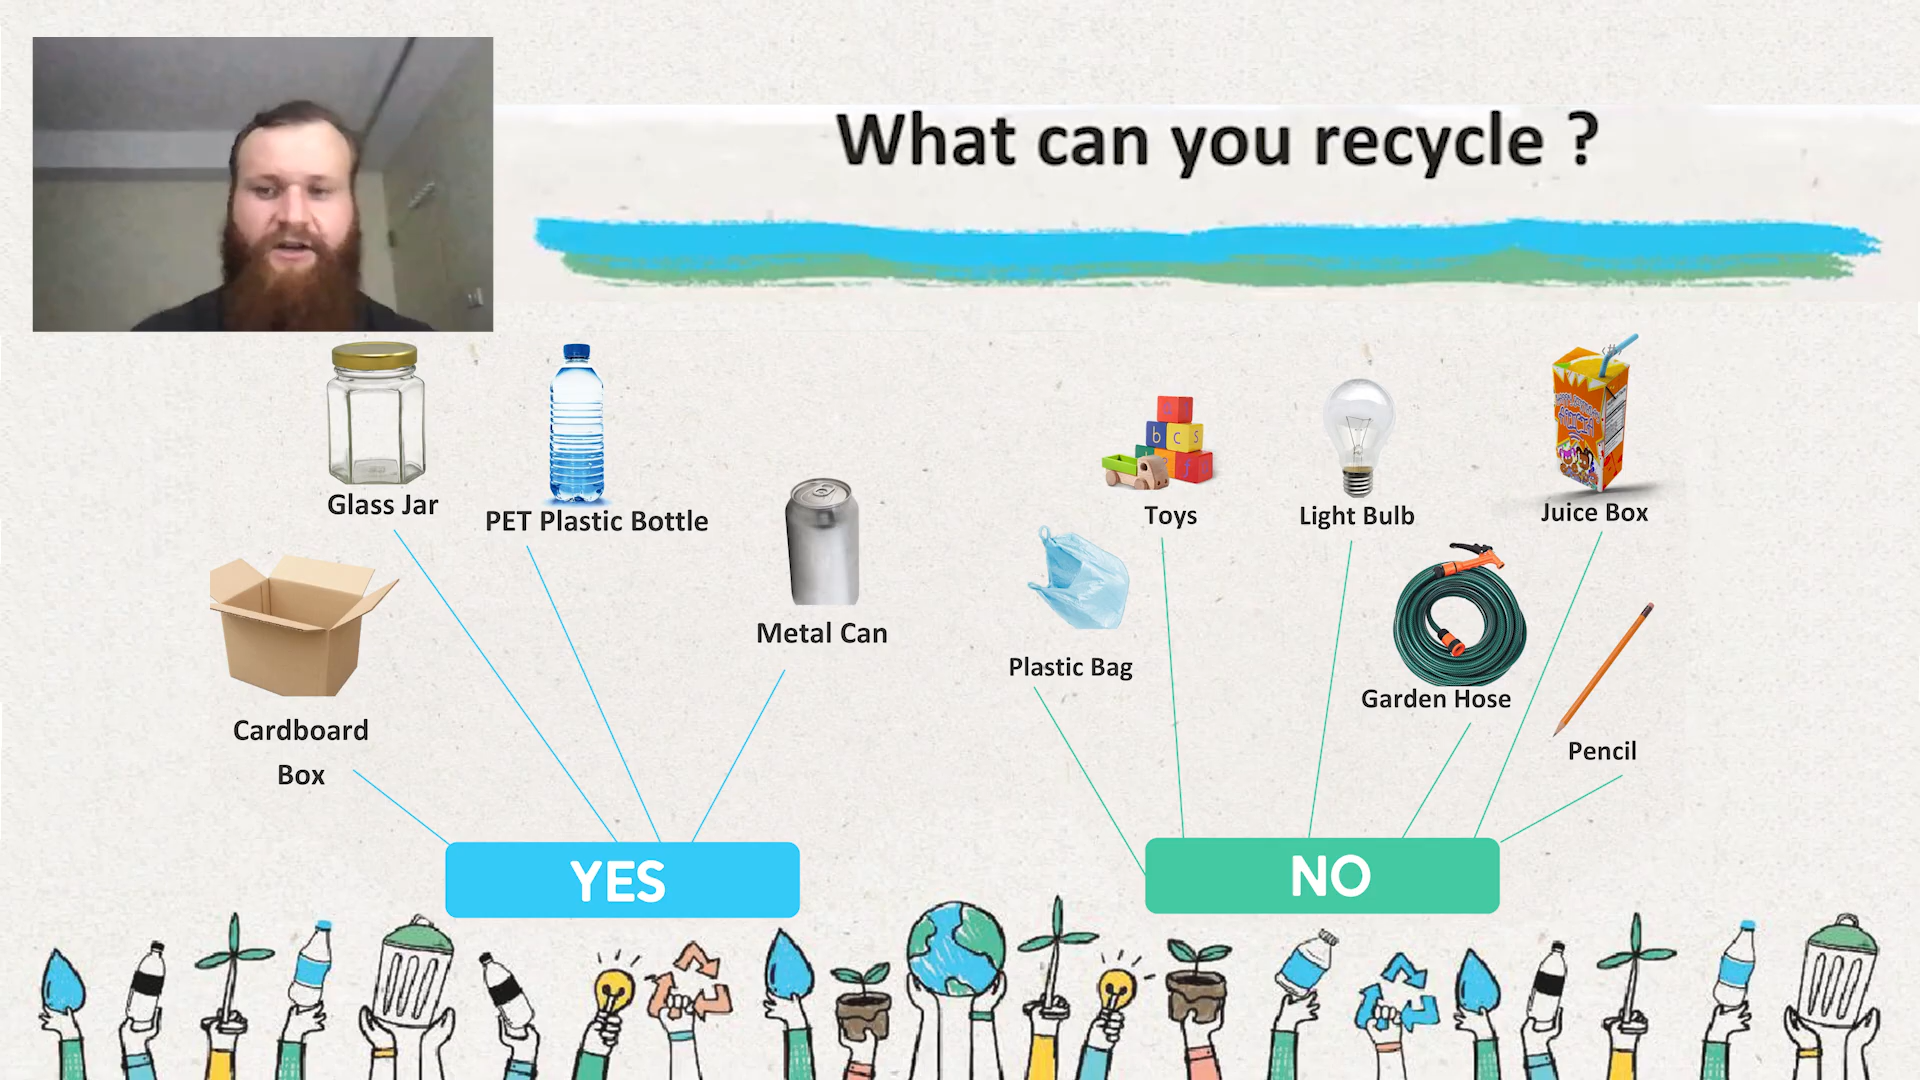 What can you recycle ?
Glass Jar
PET Plastic Bottle
Metal Can
Cardboard
Box
YES
Toys
b c s
Light Bulb
Juice Box
Plastic Bag
Garden Hose
Pencil
NO